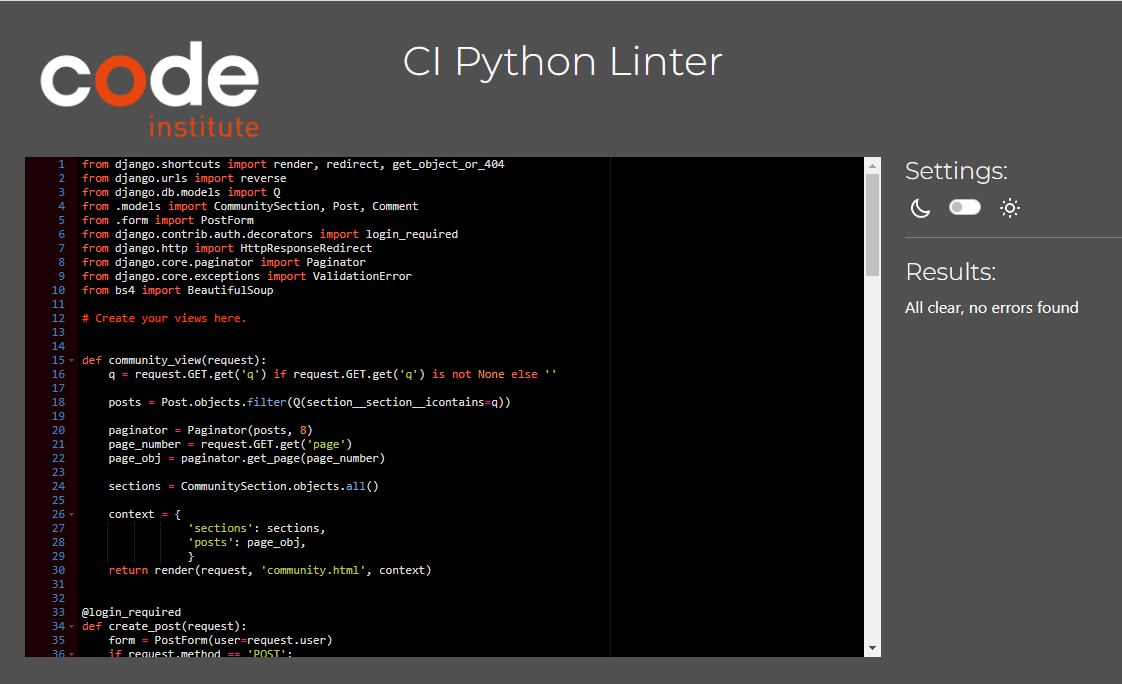 code
institute
CI Python Linter
1 from django.shortcuts import render, redirect, get_object_or_404
2 from django.urls import reverse
3 from django.db.models import Q
4 from .models import CommunitySection, Post, Comment
5 from .form import PostForm
6 from django.contrib.auth.decorators import login_required
7 from django.http import HttpResponseRedirect
8 from django.core.paginator import Paginator
9 from django.core.exceptions import ValidationError
10 from bs4 import BeautifulSoup
11
12 # Create your views here.
13
14
15 def community_view(request):
16     q = request.GET.get('q') if request.GET.get('q') is not None else ''
17
18     posts = Post.objects.filter(Q(section__section__icontains=q))
19
20     paginator = Paginator(posts, 8)
21     page_number = request.GET.get('page')
22     page_obj = paginator.get_page(page_number)
23
24     sections = CommunitySection.objects.all()
25
26     context = {
27                 'sections': sections,
28                 'posts': page_obj,
29                 }
30     return render(request, 'community.html', context)
31
32
33 @login_required
34 def create_post(request):
35     form = PostForm(user=request.user)
36     if request.method == 'POST':
Settings:
Results:
All clear, no errors found